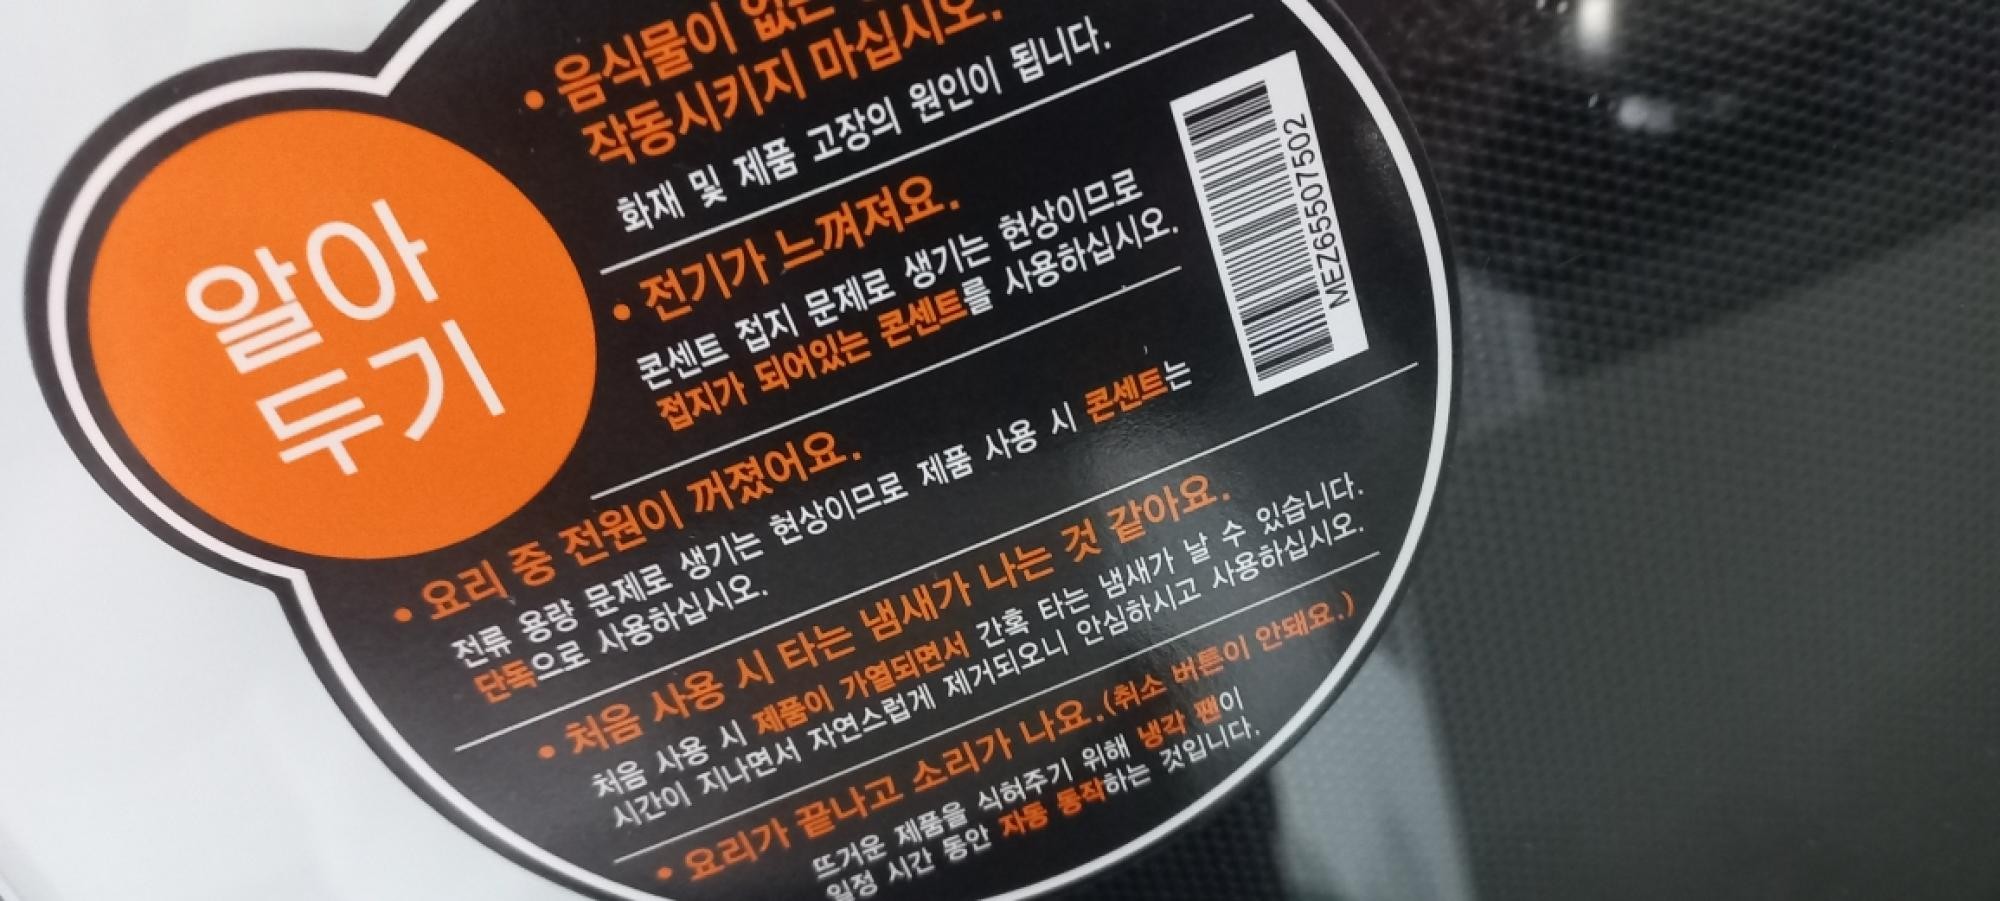 알아
두기
• 음식물이 없는
작동시키지 마십시오.
화재 및 제품 고장의 원인이 됩니다.
• 전기가 느껴져요.
콘센트 접지 문제로 생기는 현상이므로
접지가 되어있는 콘센트를 사용하십시오.
• 요리 중 전원이 꺼졌어요.
전류 용량 문제로 생기는 현상이므로 제품 사용 시 콘센트는
단독으로 사용하십시오.
• 처음 사용 시 타는 냄새가 나는 것 같아요.
처음 사용 시 제품이 가열되면서 간혹 타는 냄새가 날 수 있습니다.
시간이 지나면서 자연스럽게 제거되오니 안심하시고 사용하십시오.
• 요리가 끝나고 소리가 나요.(취소 버튼이 안돼요.)
뜨거운 제품을 식혀주기 위해 냉각 팬이
일정 시간 동안 자동 동작하는 것입니다.
MEZ65507502